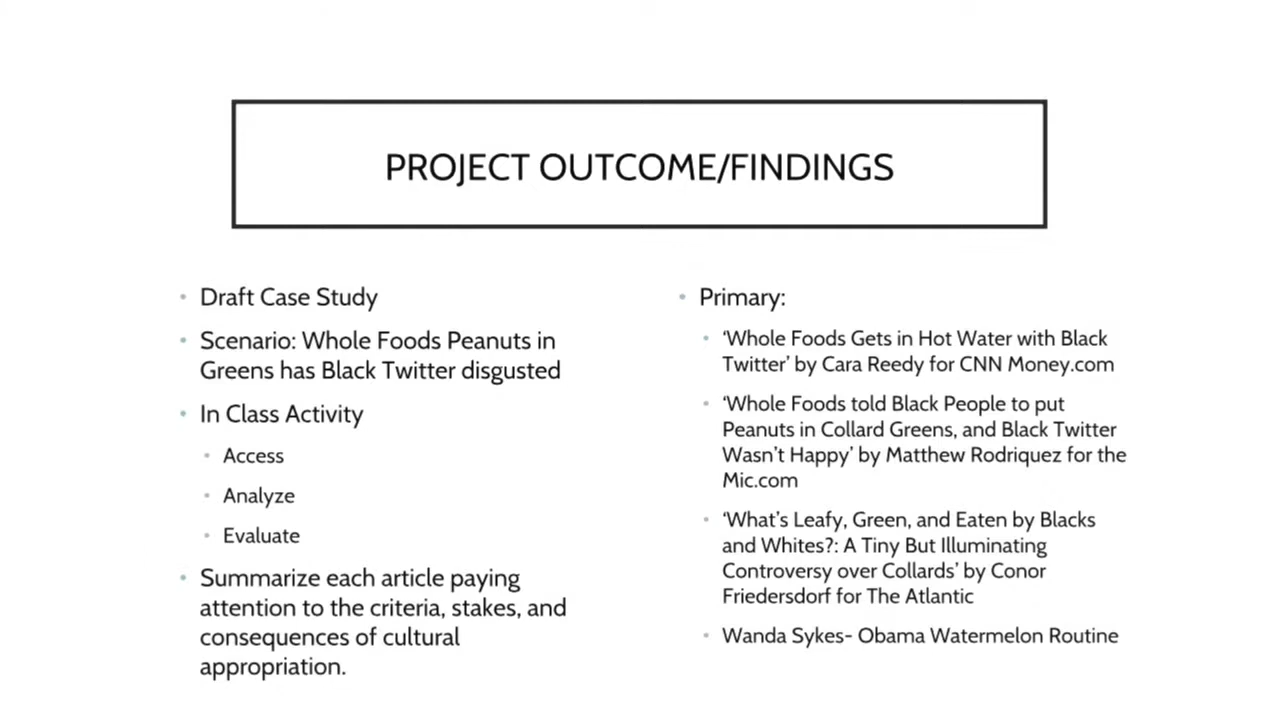 PROJECT OUTCOME/FINDINGS
Draft Case Study
Scenario: Whole Foods Peanuts in
Greens has Black Twitter disgusted
In Class Activity
Access
Analyze
Evaluate
Summarize each article paying
attention to the criteria, stakes, and
consequences of cultural
appropriation.
Primary:
‘Whole Foods Gets in Hot Water with Black
Twitter’ by Cara Reedy for CNN Money.com
‘Whole Foods told Black People to put
Peanuts in Collard Greens, and Black Twitter
Wasn’t Happy’ by Matthew Rodriquez for the
Mic.com
‘What’s Leafy, Green, and Eaten by Blacks
and Whites?: A Tiny But Illuminating
Controversy over Collards’ by Conor
Friedersdorf for The Atlantic
Wanda Sykes- Obama Watermelon Routine